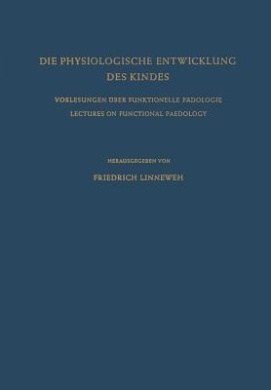 DIE PHYSIOLOGISCHE ENTWICKLUNG
DES KINDES
VORLESUNGEN ÜBER FUNKTIONELLE PÄDOLOGIE
LECTURES ON FUNCTIONAL PAEDOLOGY
HERAUSGEGEBEN VON
FRIEDRICH LINNEWEH